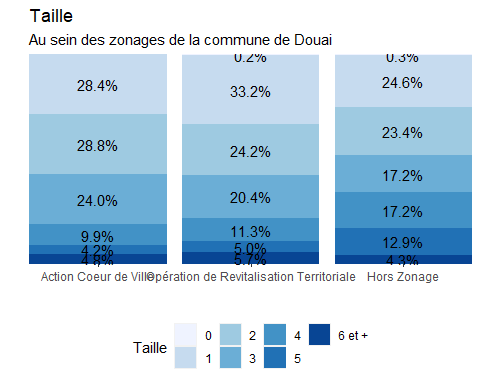 Taille
Au sein des zonages de la commune de Douai
0.2% 0.3%
28.4% 33.2% 24.6%
28.8% 24.2% 23.4%
24.0% 20.4% 17.2%
9.9% 11.3% 17.2%
4.2% 5.0% 12.9%
5.7% 4.3%
Action Coeur de Ville Opération de Revitalisation Territoriale Hors Zonage
Taille 0 2 4 6 et +
1 3 5